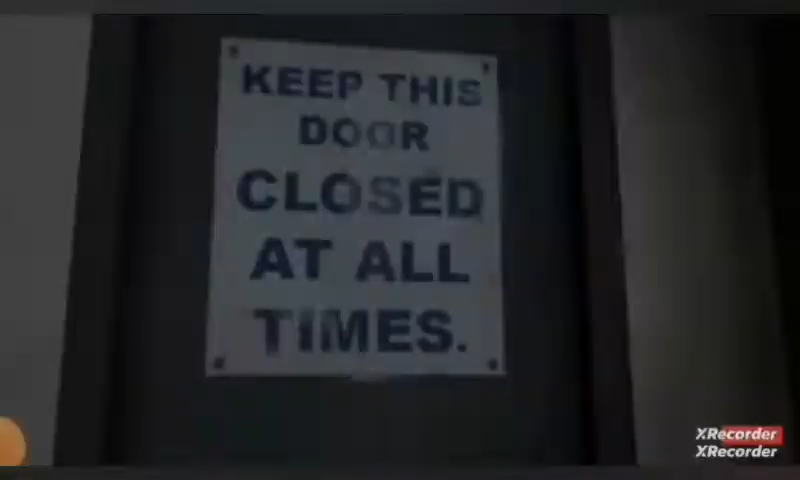 KEEP THIS
DOOR
CLOSED
AT ALL
TIMES.
XRecorder
XRecorder